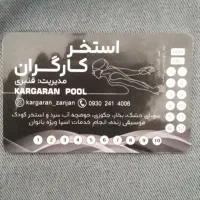 استخر
کارگران
مدیریت: قنبری
KARGARAN POOL
kargaran_zanjan 0930 241 4006
سونای خشک، بخار، جکوزی، حوضچه آب سرد و استخر کودک
موسیقی زنده، انجام خدمات اسپا ویژه بانوان
1 2 3 4 5 6 7 8 9 10